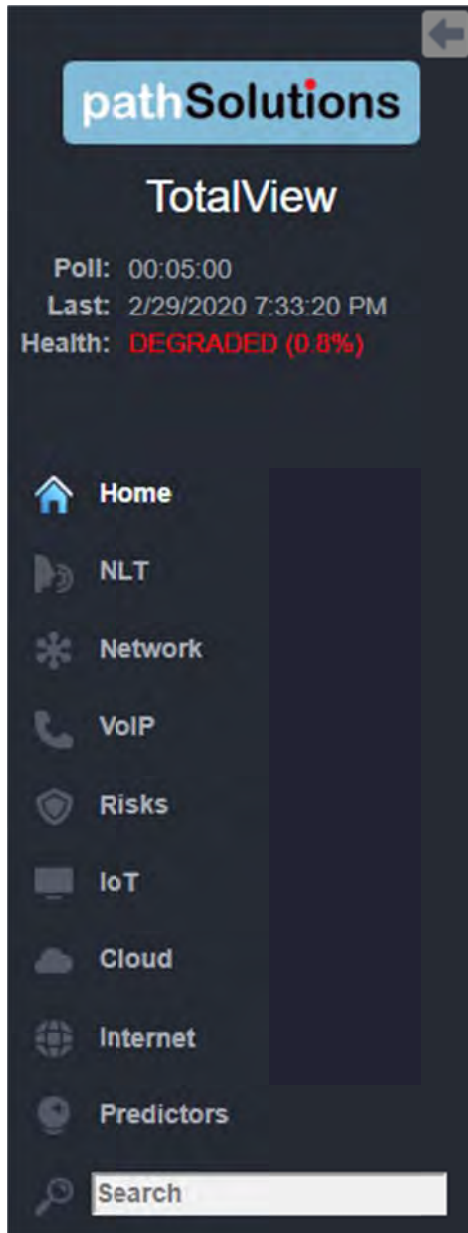 pathSolutions
TotalView
Poll: 00:05:00
Last: 2/29/2020 7:33:20 PM
Health: DEGRADED (0.8%)
Home
NLT
Network
VoIP
Risks
IoT
Cloud
Internet
Predictors
Search